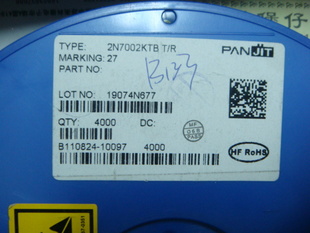 TYPE: 2N7002KTB T/R
PANJIT
MARKING: 27
PART NO:
LOT NO: 19074N677
QTY: 4000 DC:
B110824-10097 4000
HF RoHS